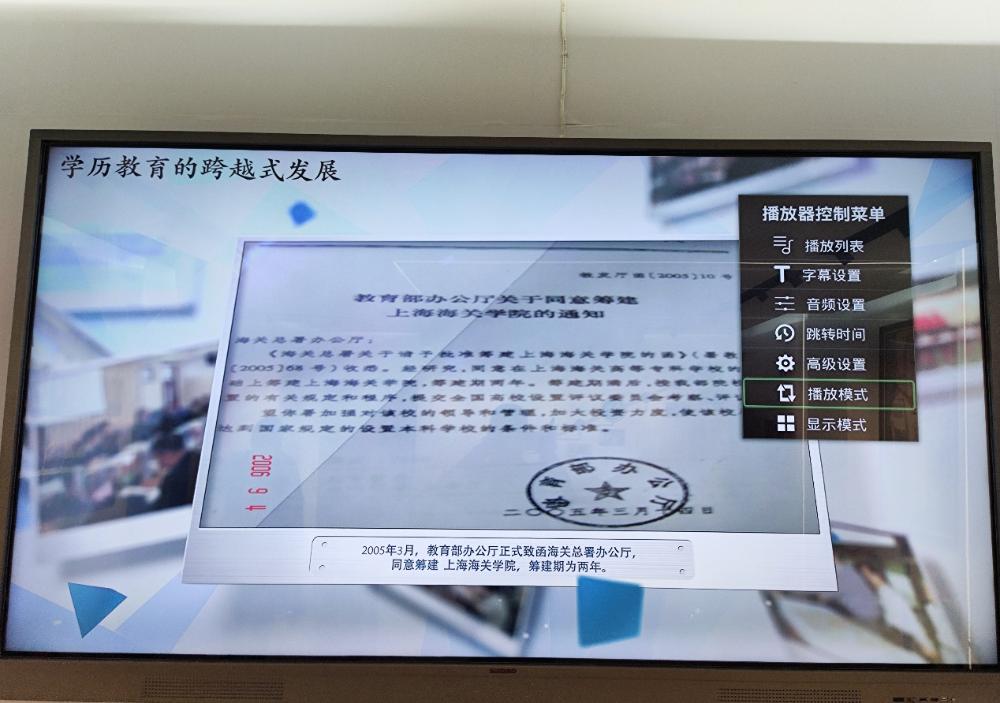 学历教育的跨越式发展
教发厅函[2005]10 号
教育部办公厅关于同意筹建
上海海关学院的通知
海关总署办公厅：
《海关总署关于请予批准筹建上海海关学院的函》（署教
[2005]68 号）收悉。经研究，同意在上海海关高等专科学校的
础上筹建上海海关学院，筹建期两年。筹建期满后，按我部院校
置的有关规定和程序，提交全国高校设置评议委员会考察、评
望你署加强对该校的领导和管理，加大投资力度，使该校
达到国家规定的设置本科学校的条件和标准。
教育部办公厅
二〇〇五年三月十四日
2006 9 4
2005年3月，教育部办公厅正式致函海关总署办公厅，
同意筹建 上海海关学院，筹建期为两年。
播放器控制菜单
播放列表
字幕设置
音频设置
跳转时间
高级设置
播放模式
显示模式